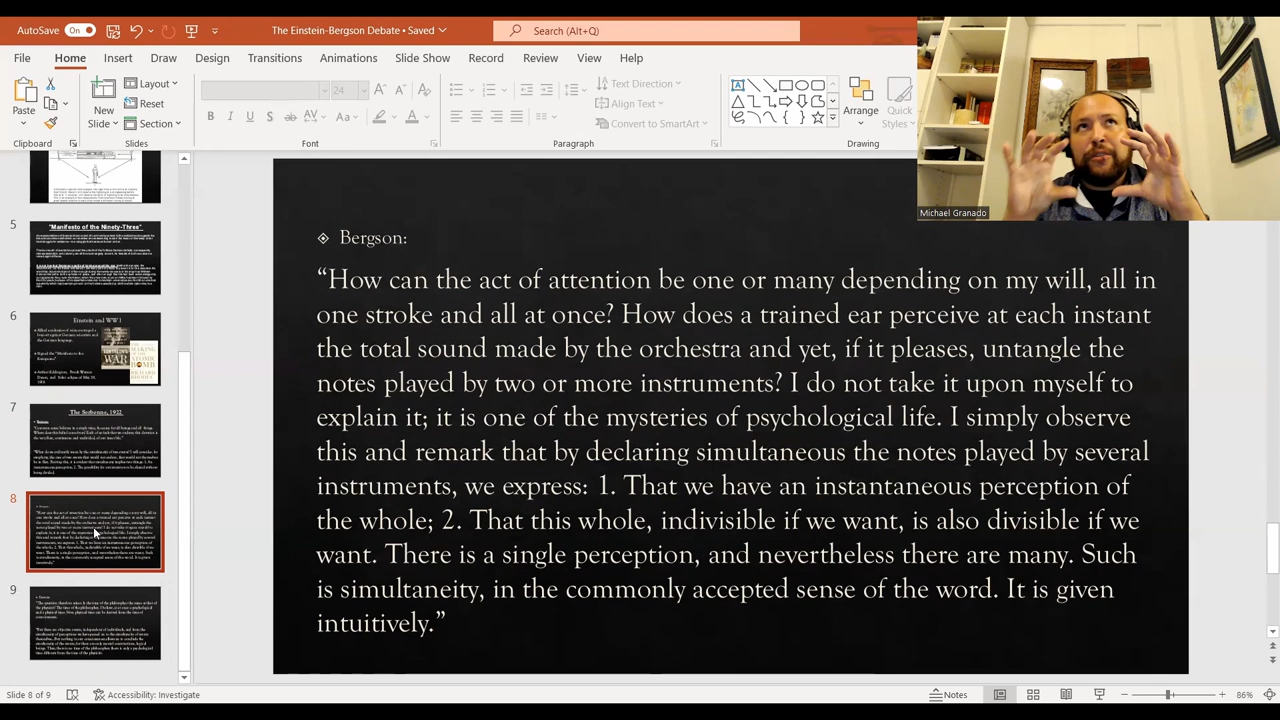 AutoSave On
The Einstein-Bergson Debate • Saved
Search (Alt+Q)
File Home Insert Draw Design Transitions Animations Slide Show Record Review View Help
Paste
New
Slide
Layout
Reset
Section
24
B I U S ab AV Aa A
Text Direction
Align Text
Convert to SmartArt
Arrange
Quick
Styles
Clipboard Slides Font Paragraph Drawing
Michael Granado
5
"Manifesto of the Ninety-Three"
6
Einstein and WW I
7
The Sorbonne, 1922
8
9
Bergson:
“How can the act of attention be one or many depending on my will, all in
one stroke and all at once? How does a trained ear perceive at each instant
the total sound made by the orchestra and yet, if it pleases, untangle the
notes played by two or more instruments? I do not take it upon myself to
explain it: it is one of the mysteries of psychological life. I simply observe
this and remark that by declaring simultaneous the notes played by several
instruments, we express: 1. That we have an instantaneous perception of
the whole; 2. That this whole, indivisible if we want, is also divisible if we
want. There is a single perception, and nevertheless there are many. Such
is simultaneity, in the commonly accepted sense of the word. It is given
intuitively.”
Slide 8 of 9
Accessibility: Investigate
Notes
86%